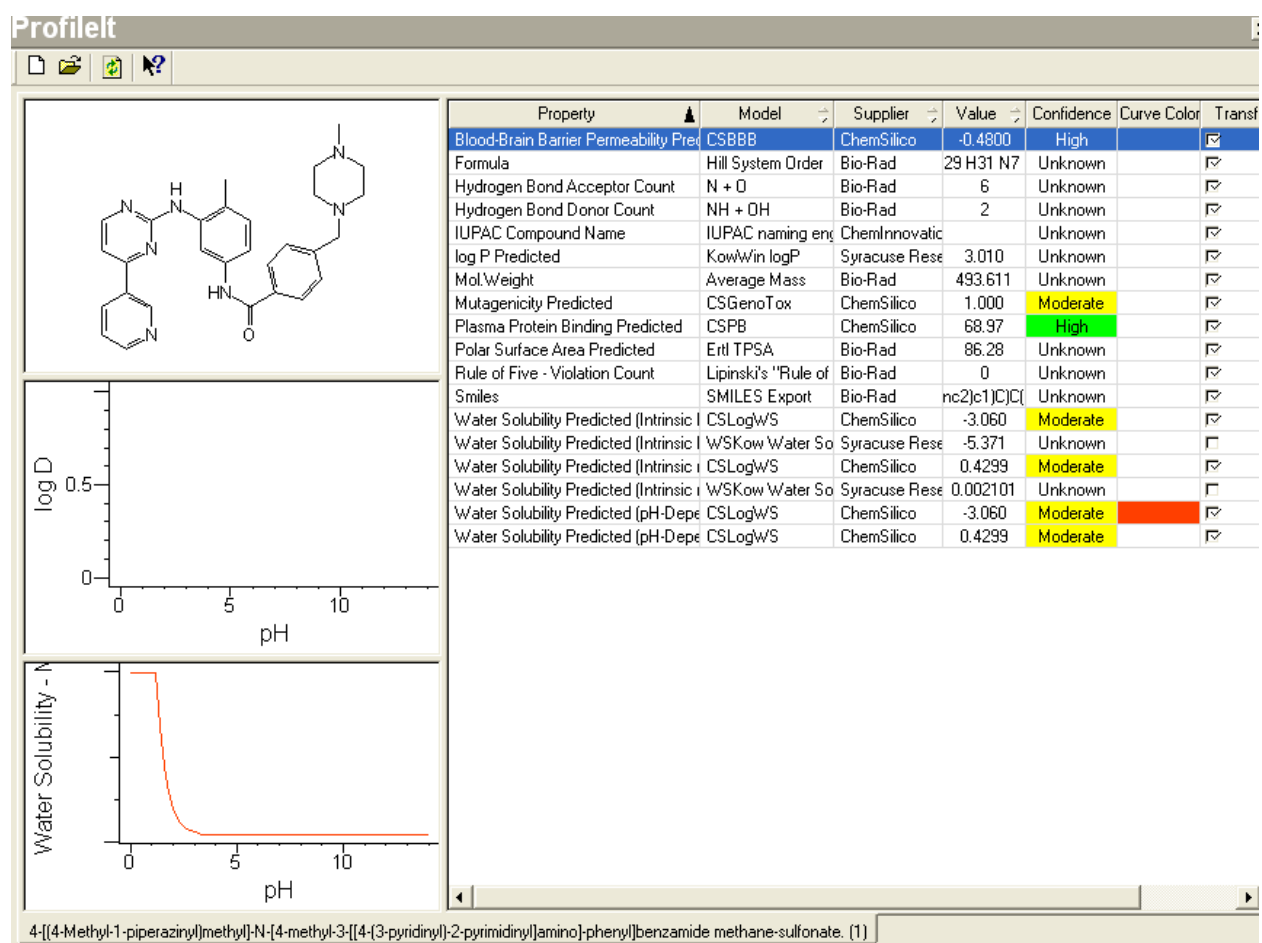 ProfileIt
Property Model Supplier Value Confidence Curve Color Transf
Blood-Brain Barrier Permeability Pred CSBBB ChemSilico -0.4800 High
Formula Hill System Order Bio-Rad 29 H31 N7 Unknown
Hydrogen Bond Acceptor Count N + O Bio-Rad 6 Unknown
Hydrogen Bond Donor Count NH + OH Bio-Rad 2 Unknown
IUPAC Compound Name IUPAC naming eng ChemInnovatic Unknown
log P Predicted KowWin logP Syracuse Rese 3.010 Unknown
Mol.Weight Average Mass Bio-Rad 493.611 Unknown
Mutagenicity Predicted CSGenoTox ChemSilico 1.000 Moderate
Plasma Protein Binding Predicted CSPB ChemSilico 68.97 High
Polar Surface Area Predicted Ertl TPSA Bio-Rad 86.28 Unknown
Rule of Five - Violation Count Lipinski's "Rule of Bio-Rad 0 Unknown
Smiles SMILES Export Bio-Rad nc2)c1)C)C( Unknown
Water Solubility Predicted (Intrinsic CSLogWS ChemSilico -3.060 Moderate
Water Solubility Predicted (Intrinsic WSKow Water So Syracuse Rese -5.371 Unknown
Water Solubility Predicted (Intrinsic CSLogWS ChemSilico 0.4299 Moderate
Water Solubility Predicted (Intrinsic WSKow Water So Syracuse Rese 0.002101 Unknown
Water Solubility Predicted (pH-Depe CSLogWS ChemSilico -3.060 Moderate
Water Solubility Predicted (pH-Depe CSLogWS ChemSilico 0.4299 Moderate
N
N
H
N
N
N
N
HN
O
log D
0.5
0
0 5 10
pH
Water Solubility -
0 5 10
pH
4-[(4-Methyl-1-piperazinyl)methyl]-N-[4-methyl-3-[[4-(3-pyridinyl)-2-pyrimidinyl]amino]-phenyl]benzamide methane-sulfonate. (1)